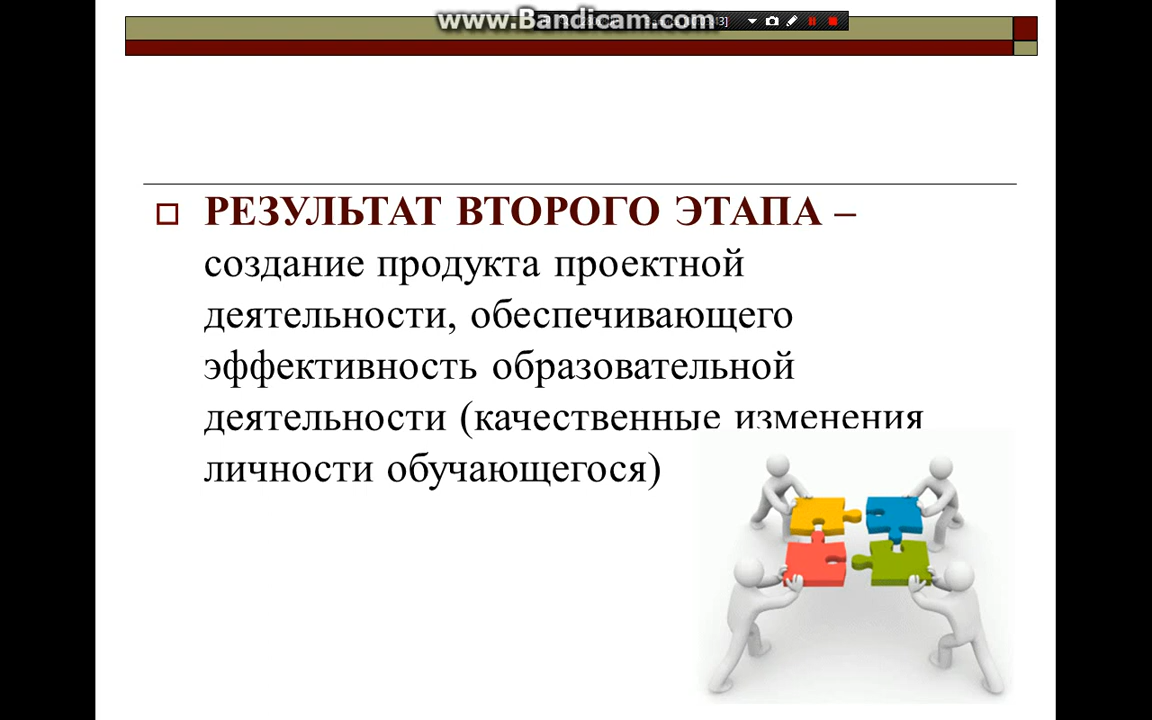 www.Bandicam.com
РЕЗУЛЬТАТ ВТОРОГО ЭТАПА –
создание продукта проектной
деятельности, обеспечивающего
эффективность образовательной
деятельности (качественные изменения
личности обучающегося)